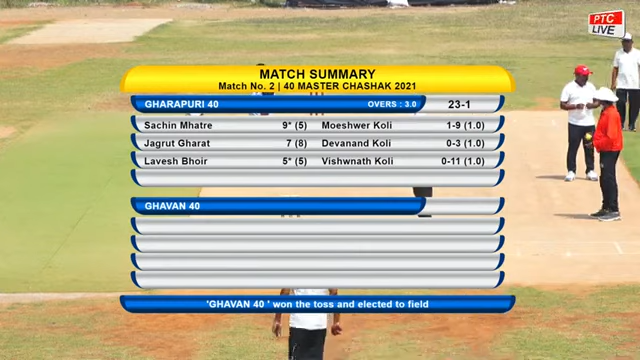 PTC
LIVE
MATCH SUMMARY
Match No. 2 | 40 MASTER CHASHAK 2021
GHARAPURI 40 OVERS : 3.0 23-1
Sachin Mhatre 9* (5) Moeshwer Koli 1-9 (1.0)
Jagrut Gharat 7 (8) Devanand Koli 0-3 (1.0)
Lavesh Bhoir 5* (5) Vishwnath Koli 0-11 (1.0)
GHAVAN 40
'GHAVAN 40 ' won the toss and elected to field